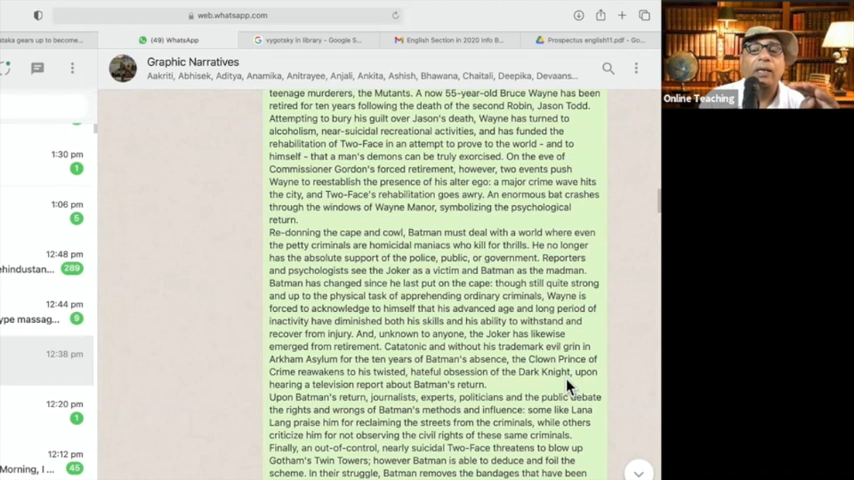 web.whatsapp.com
ataka gears up to become...
(49) WhatsApp
vygotsky in library - Google S...
English Section in 2020 Info B...
Prospectus english11.pdf - Go...
Graphic Narratives
Aakriti, Abhisek, Aditya, Anamika, Anitrayee, Anjali, Ankita, Ashish, Bhawana, Chaitali, Deepika, Devaans...
Online Teaching
teenage murderers, the Mutants. A now 55-year-old Bruce Wayne has been
retired for ten years following the death of the second Robin, Jason Todd.
Attempting to bury his guilt over Jason's death, Wayne has turned to
alcoholism, near-suicidal recreational activities, and has funded the
rehabilitation of Two-Face in an attempt to prove to the world - and to
himself - that a man's demons can be truly exorcised. On the eve of
Commissioner Gordon's forced retirement, however, two events push
Wayne to reestablish the presence of his alter ego: a major crime wave hits
the city, and Two-Face's rehabilitation goes awry. An enormous bat crashes
through the windows of Wayne Manor, symbolizing the psychological
return.
Re-donning the cape and cowl, Batman must deal with a world where even
the petty criminals are homicidal maniacs who kill for thrills. He no longer
has the absolute support of the police, public, or government. Reporters
and psychologists see the Joker as a victim and Batman as the madman.
Batman has changed since he last put on the cape: though still quite strong
and up to the physical task of apprehending ordinary criminals, Wayne is
forced to acknowledge to himself that his advanced age and long period of
inactivity have diminished both his skills and his ability to withstand and
recover from injury. And, unknown to anyone, the Joker has likewise
emerged from retirement. Catatonic and without his trademark evil grin in
Arkham Asylum for the ten years of Batman's absence, the Clown Prince of
Crime reawakens to his twisted, hateful obsession of the Dark Knight, upon
hearing a television report about Batman's return.
Upon Batman's return, journalists, experts, politicians and the public debate
the rights and wrongs of Batman's methods and influence: some like Lana
Lang praise him for reclaiming the streets from the criminals, while others
criticize him for not observing the civil rights of these same criminals.
Finally, an out-of-control, nearly suicidal Two-Face threatens to blow up
Gotham's Twin Towers; however Batman is able to deduce and foil the
scheme. In their struggle, Batman removes the bandages that have been
1:30 pm
1
1:06 pm
5
12:48 pm
ehindustan...
289
12:44 pm
ype massag...
9
12:38 pm
12:20 pm
1
12:12 pm
Morning, I ...
45